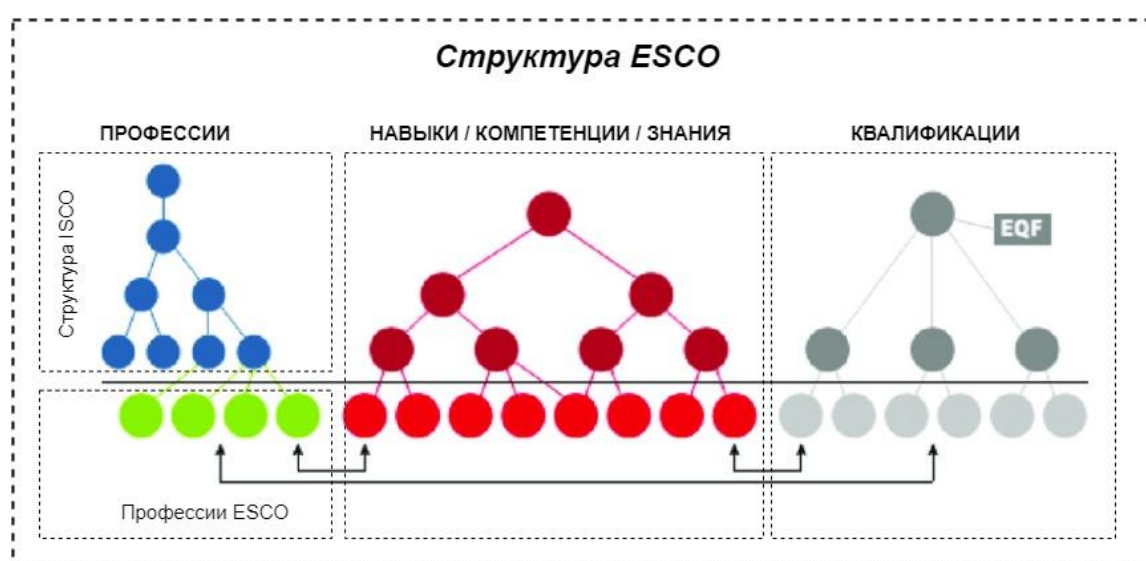 Структура ESCO
ПРОФЕССИИ
НАВЫКИ / КОМПЕТЕНЦИИ / ЗНАНИЯ
КВАЛИФИКАЦИИ
Структура ISCO
EQF
Профессии ESCO